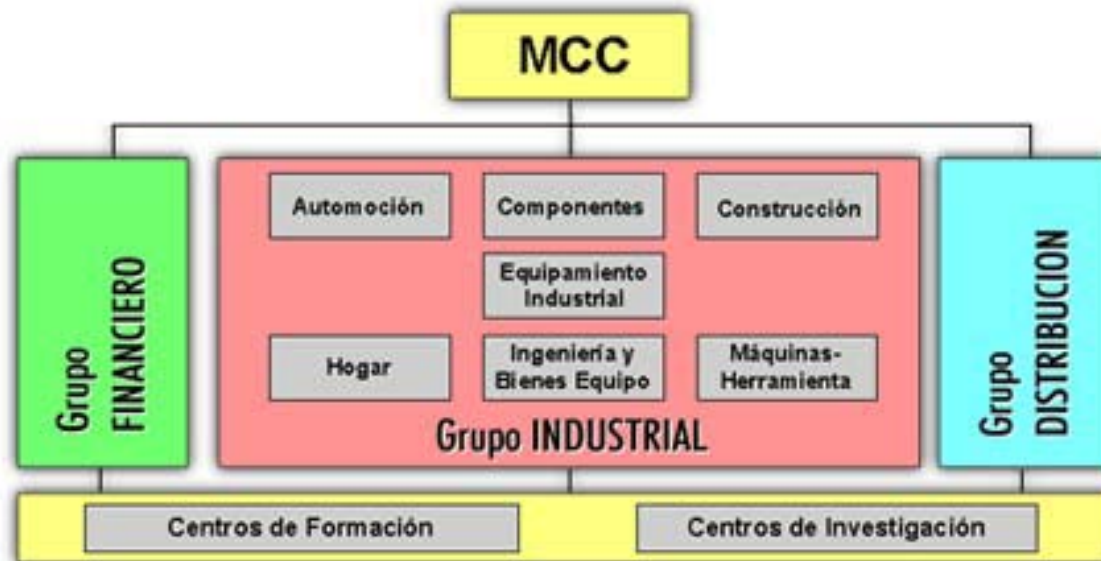 MCC
Grupo
FINANCIERO
Automoción
Componentes
Construcción
Equipamiento
Industrial
Hogar
Ingeniería y
Bienes Equipo
Máquinas-
Herramienta
Grupo INDUSTRIAL
Grupo
DISTRIBUCION
Centros de Formación
Centros de Investigación